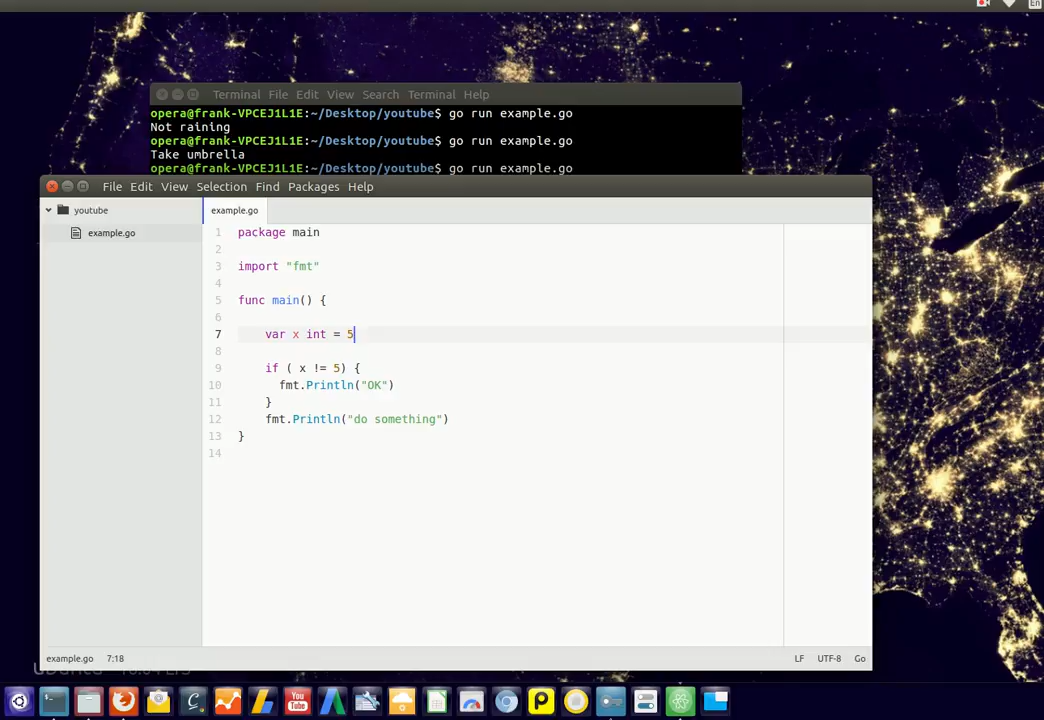 En
Terminal File Edit View Search Terminal Help
opera@frank-VPCEJ1L1E:~/Desktop/youtube$ go run example.go
Not raining
opera@frank-VPCEJ1L1E:~/Desktop/youtube$ go run example.go
Take umbrella
opera@frank-VPCEJ1L1E:~/Desktop/youtube$ go run example.go
File Edit View Selection Find Packages Help
youtube
example.go
example.go
1 package main
2
3 import "fmt"
4
5 func main() {
6
7 var x int = 5
8
9 if ( x != 5) {
10 fmt.Println("OK")
11 }
12 fmt.Println("do something")
13 }
14
example.go 7:18 LF UTF-8 Go
You
Tube